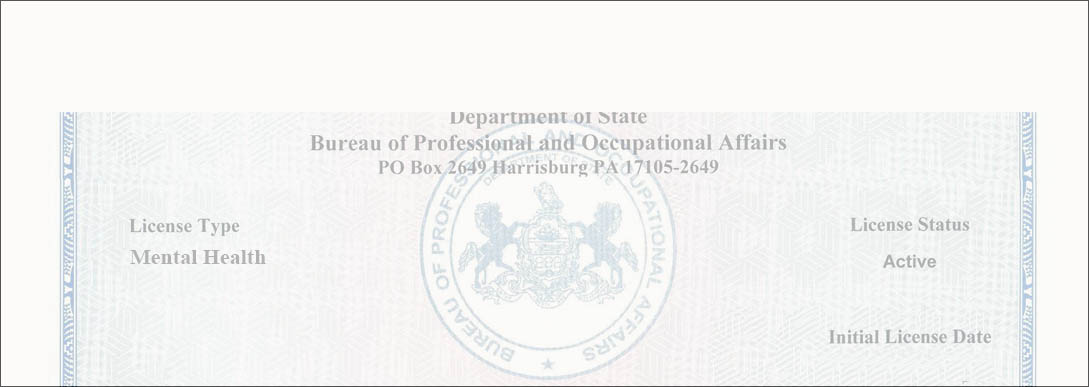 Department of State
Bureau of Professional and Occupational Affairs
PO Box 2649 Harrisburg PA 17105-2649
BUREAU OF PROFESSIONAL AND OCCUPATIONAL AFFAIRS
DEPARTMENT OF STATE
License Type
License Status
Mental Health
Active
Initial License Date